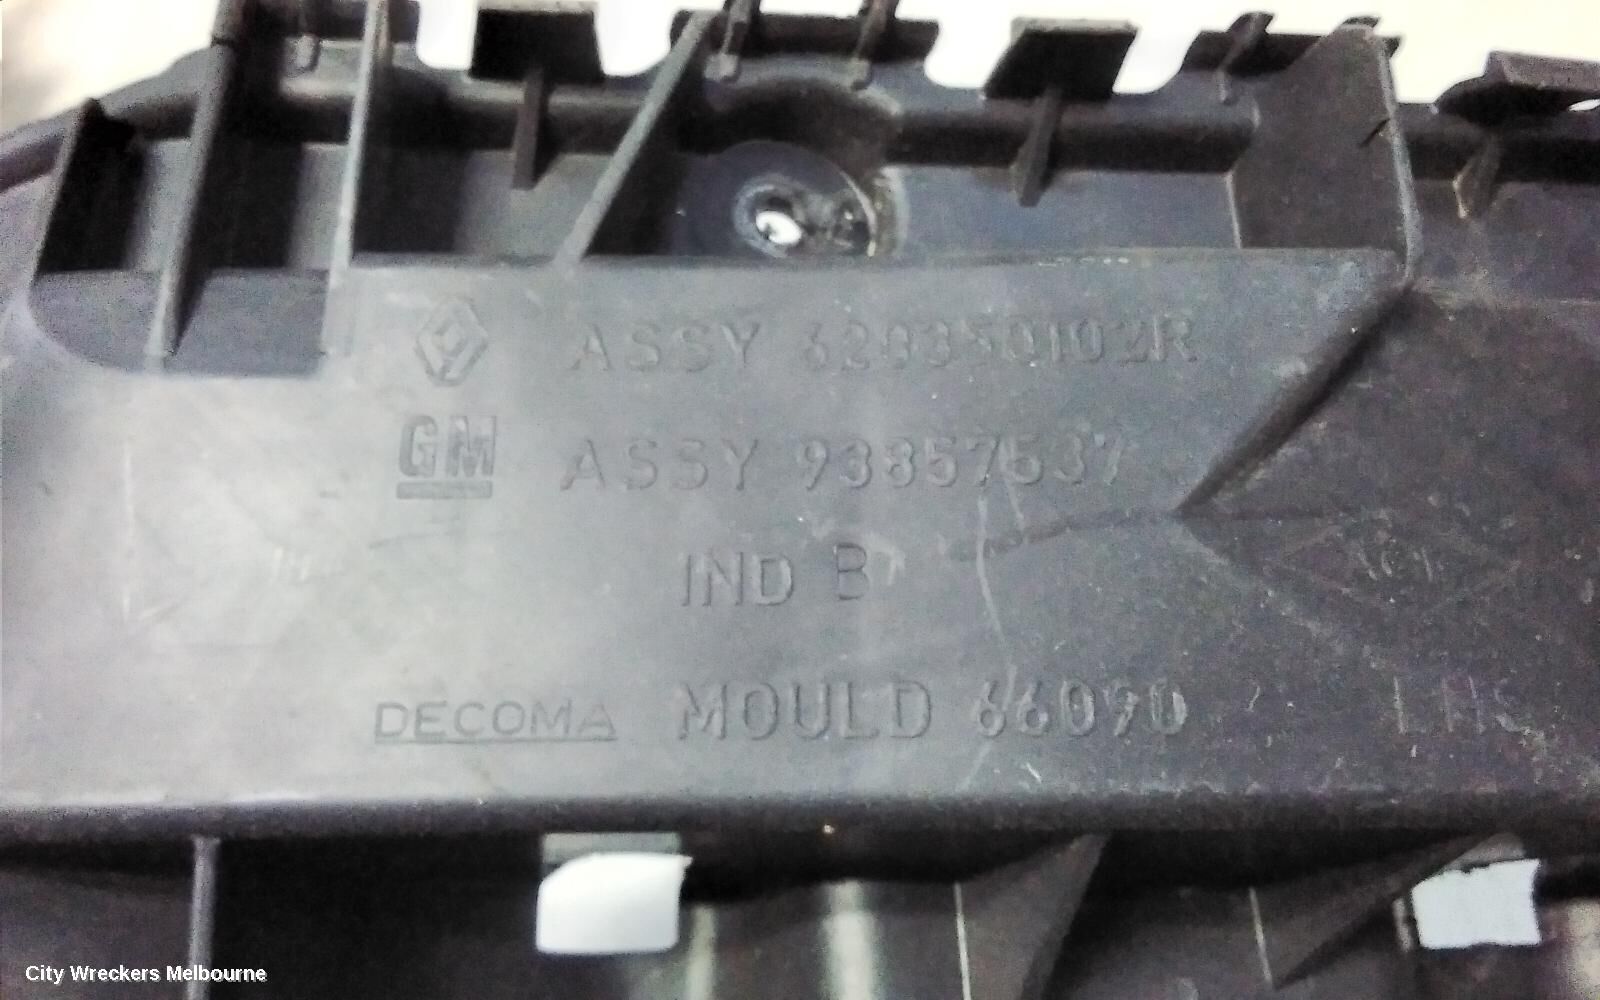 ASSY 620350102R
GM ASSY 93857537
IND B
DECOMA MOULD 66090
LHS
City Wreckers Melbourne